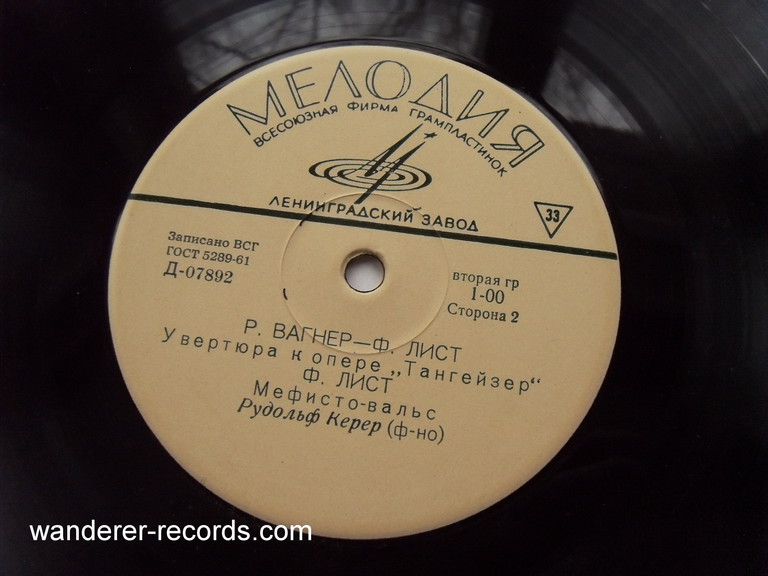 МЕЛОДИЯ
ВСЕСОЮЗНАЯ ФИРМА ГРАМПЛАСТИНОК
ЛЕНИНГРАДСКИЙ ЗАВОД
33
Записано ВСГ
ГОСТ 5289-61
Д-07892
вторая гр
1-00
Сторона 2
Р. ВАГНЕР—Ф. ЛИСТ
Увертюра к опере „Тангейзер“
Ф. ЛИСТ
Мефисто-вальс
Рудольф Керер (ф-но)
wanderer-records.com